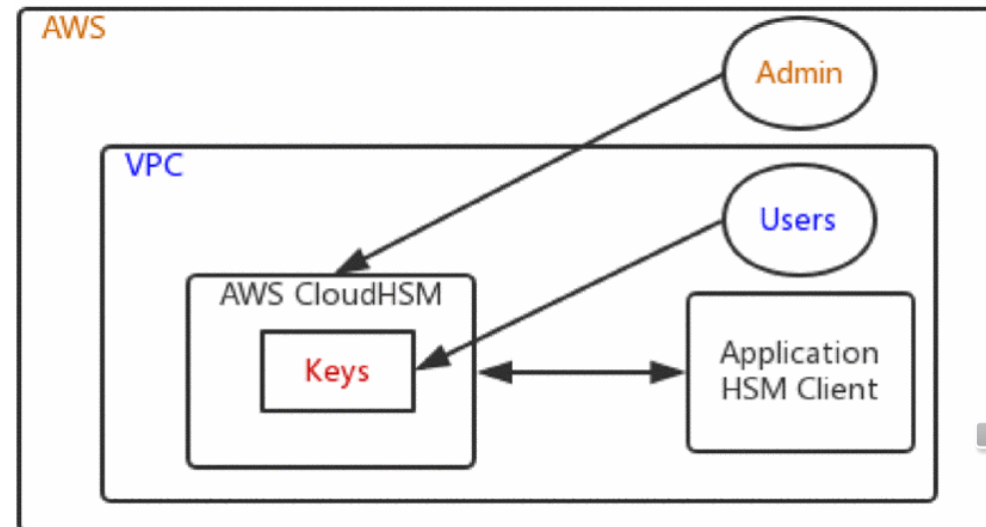 AWS
Admin
VPC
Users
AWS CloudHSM
Keys
Application
HSM Client